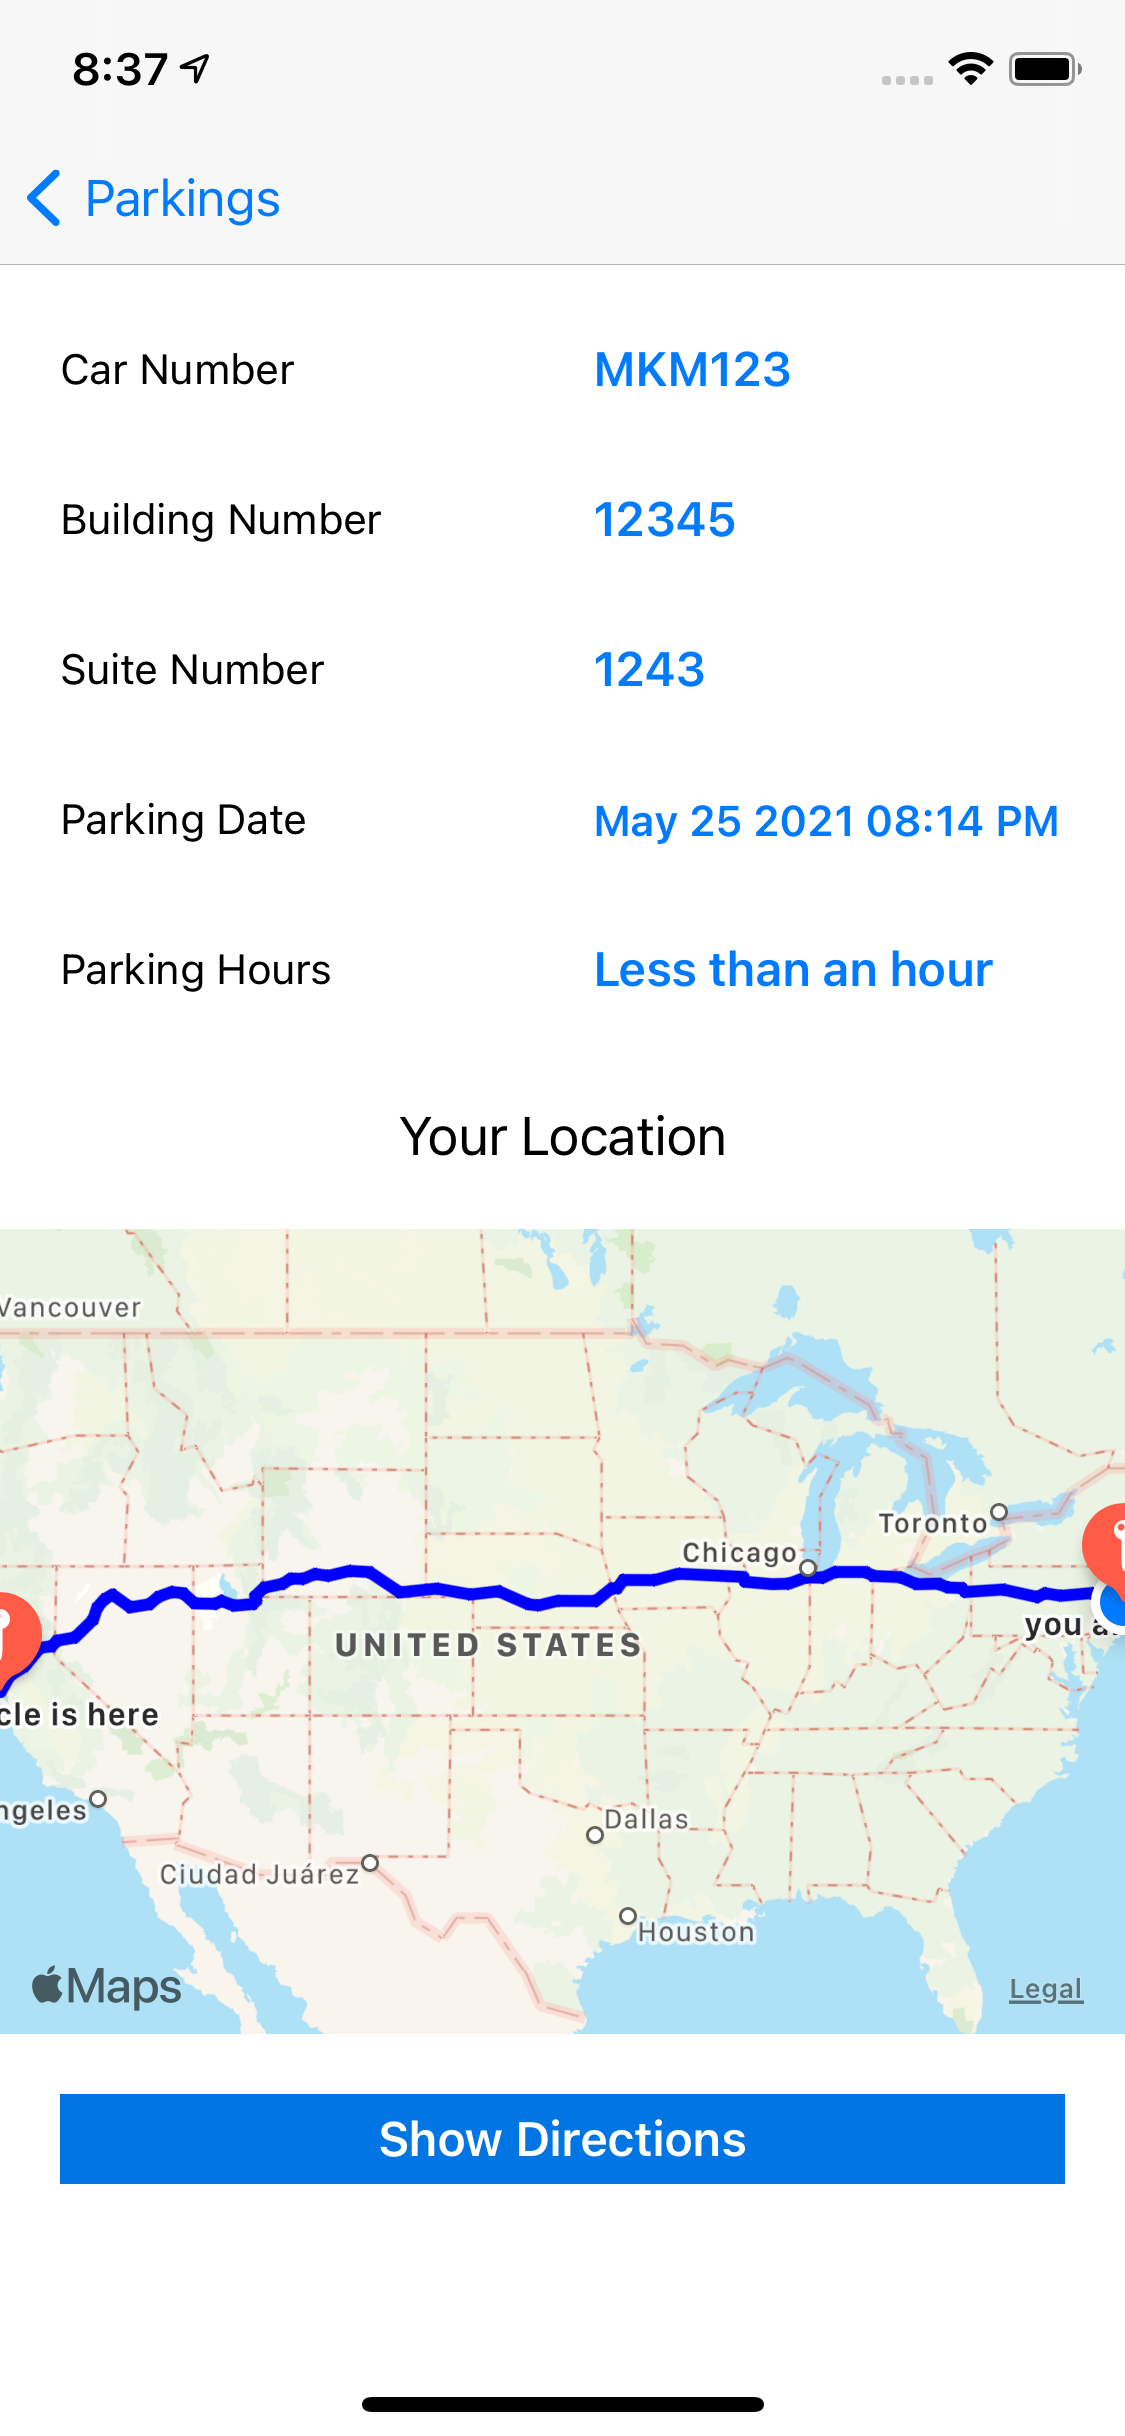 8:37
Parkings
Car Number MKM123
Building Number 12345
Suite Number 1243
Parking Date May 25 2021 08:14 PM
Parking Hours Less than an hour
Your Location
Vancouver
Toronto
Chicago
you a..
UNITED STATES
cle is here
ngeles
Dallas
Ciudad Juárez
Houston
Maps
Legal
Show Directions